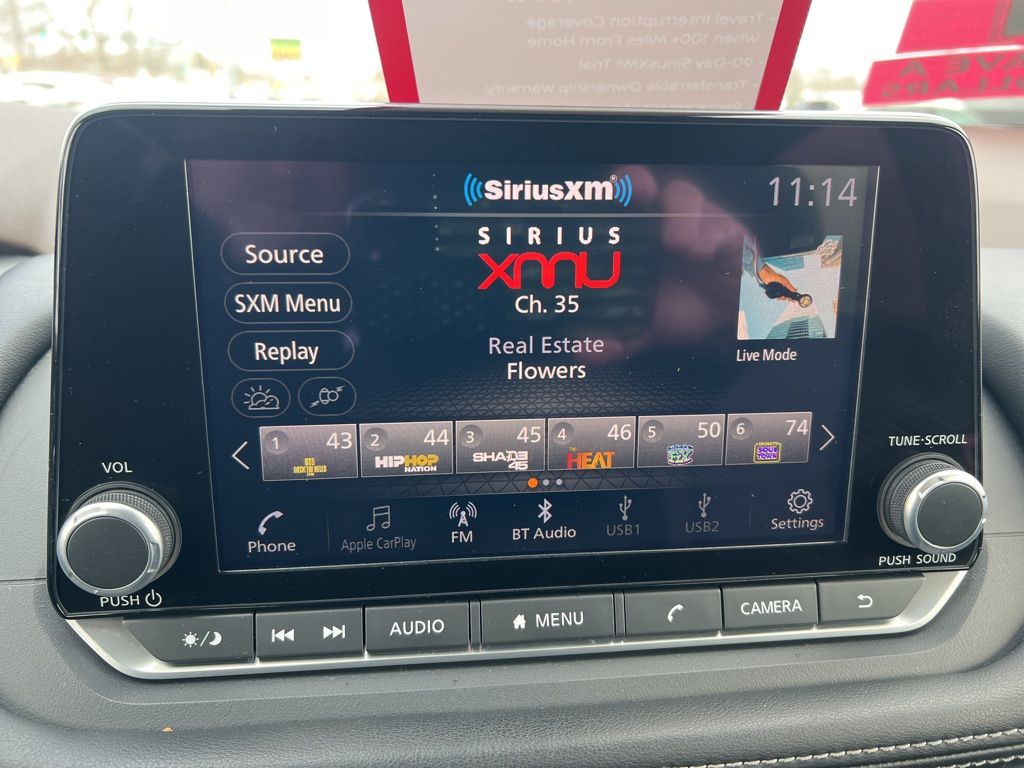 Travel Interruption Coverage
When 100+ Miles From Home
90-Day SiriusXM® Trial
Transferrable Ownership Warranty
SiriusXM®
11:14
SIRIUS
XMU
Ch. 35
Source
SXM Menu
Replay
Live Mode
Real Estate
Flowers
1 43
2 44
3 45
4 46
5 50
6 74
HIPHOP
NATION
SHADE
45
HEAT
SOUL
TOWN
VOL
TUNE·SCROLL
Phone
Apple CarPlay
FM
BT Audio
USB1
USB2
Settings
PUSH
PUSH SOUND
AUDIO
MENU
CAMERA